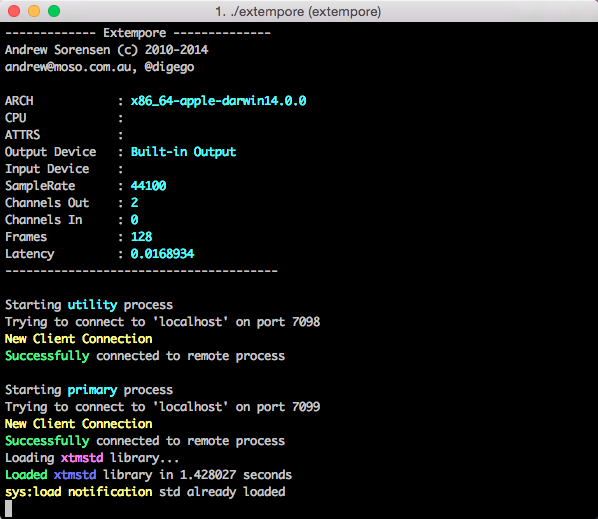 1. ./extempore (extempore)
------------- Extempore --------------
Andrew Sorensen (c) 2010-2014
andrew@moso.com.au, @digego
ARCH : x86_64-apple-darwin14.0.0
CPU :
ATTRS :
Output Device : Built-in Output
Input Device :
SampleRate : 44100
Channels Out : 2
Channels In : 0
Frames : 128
Latency : 0.0168934
---------------------------------------
Starting utility process
Trying to connect to 'localhost' on port 7098
New Client Connection
Successfully connected to remote process
Starting primary process
Trying to connect to 'localhost' on port 7099
New Client Connection
Successfully connected to remote process
Loading xtmstd library...
Loaded xtmstd library in 1.428027 seconds
sys:load notification std already loaded